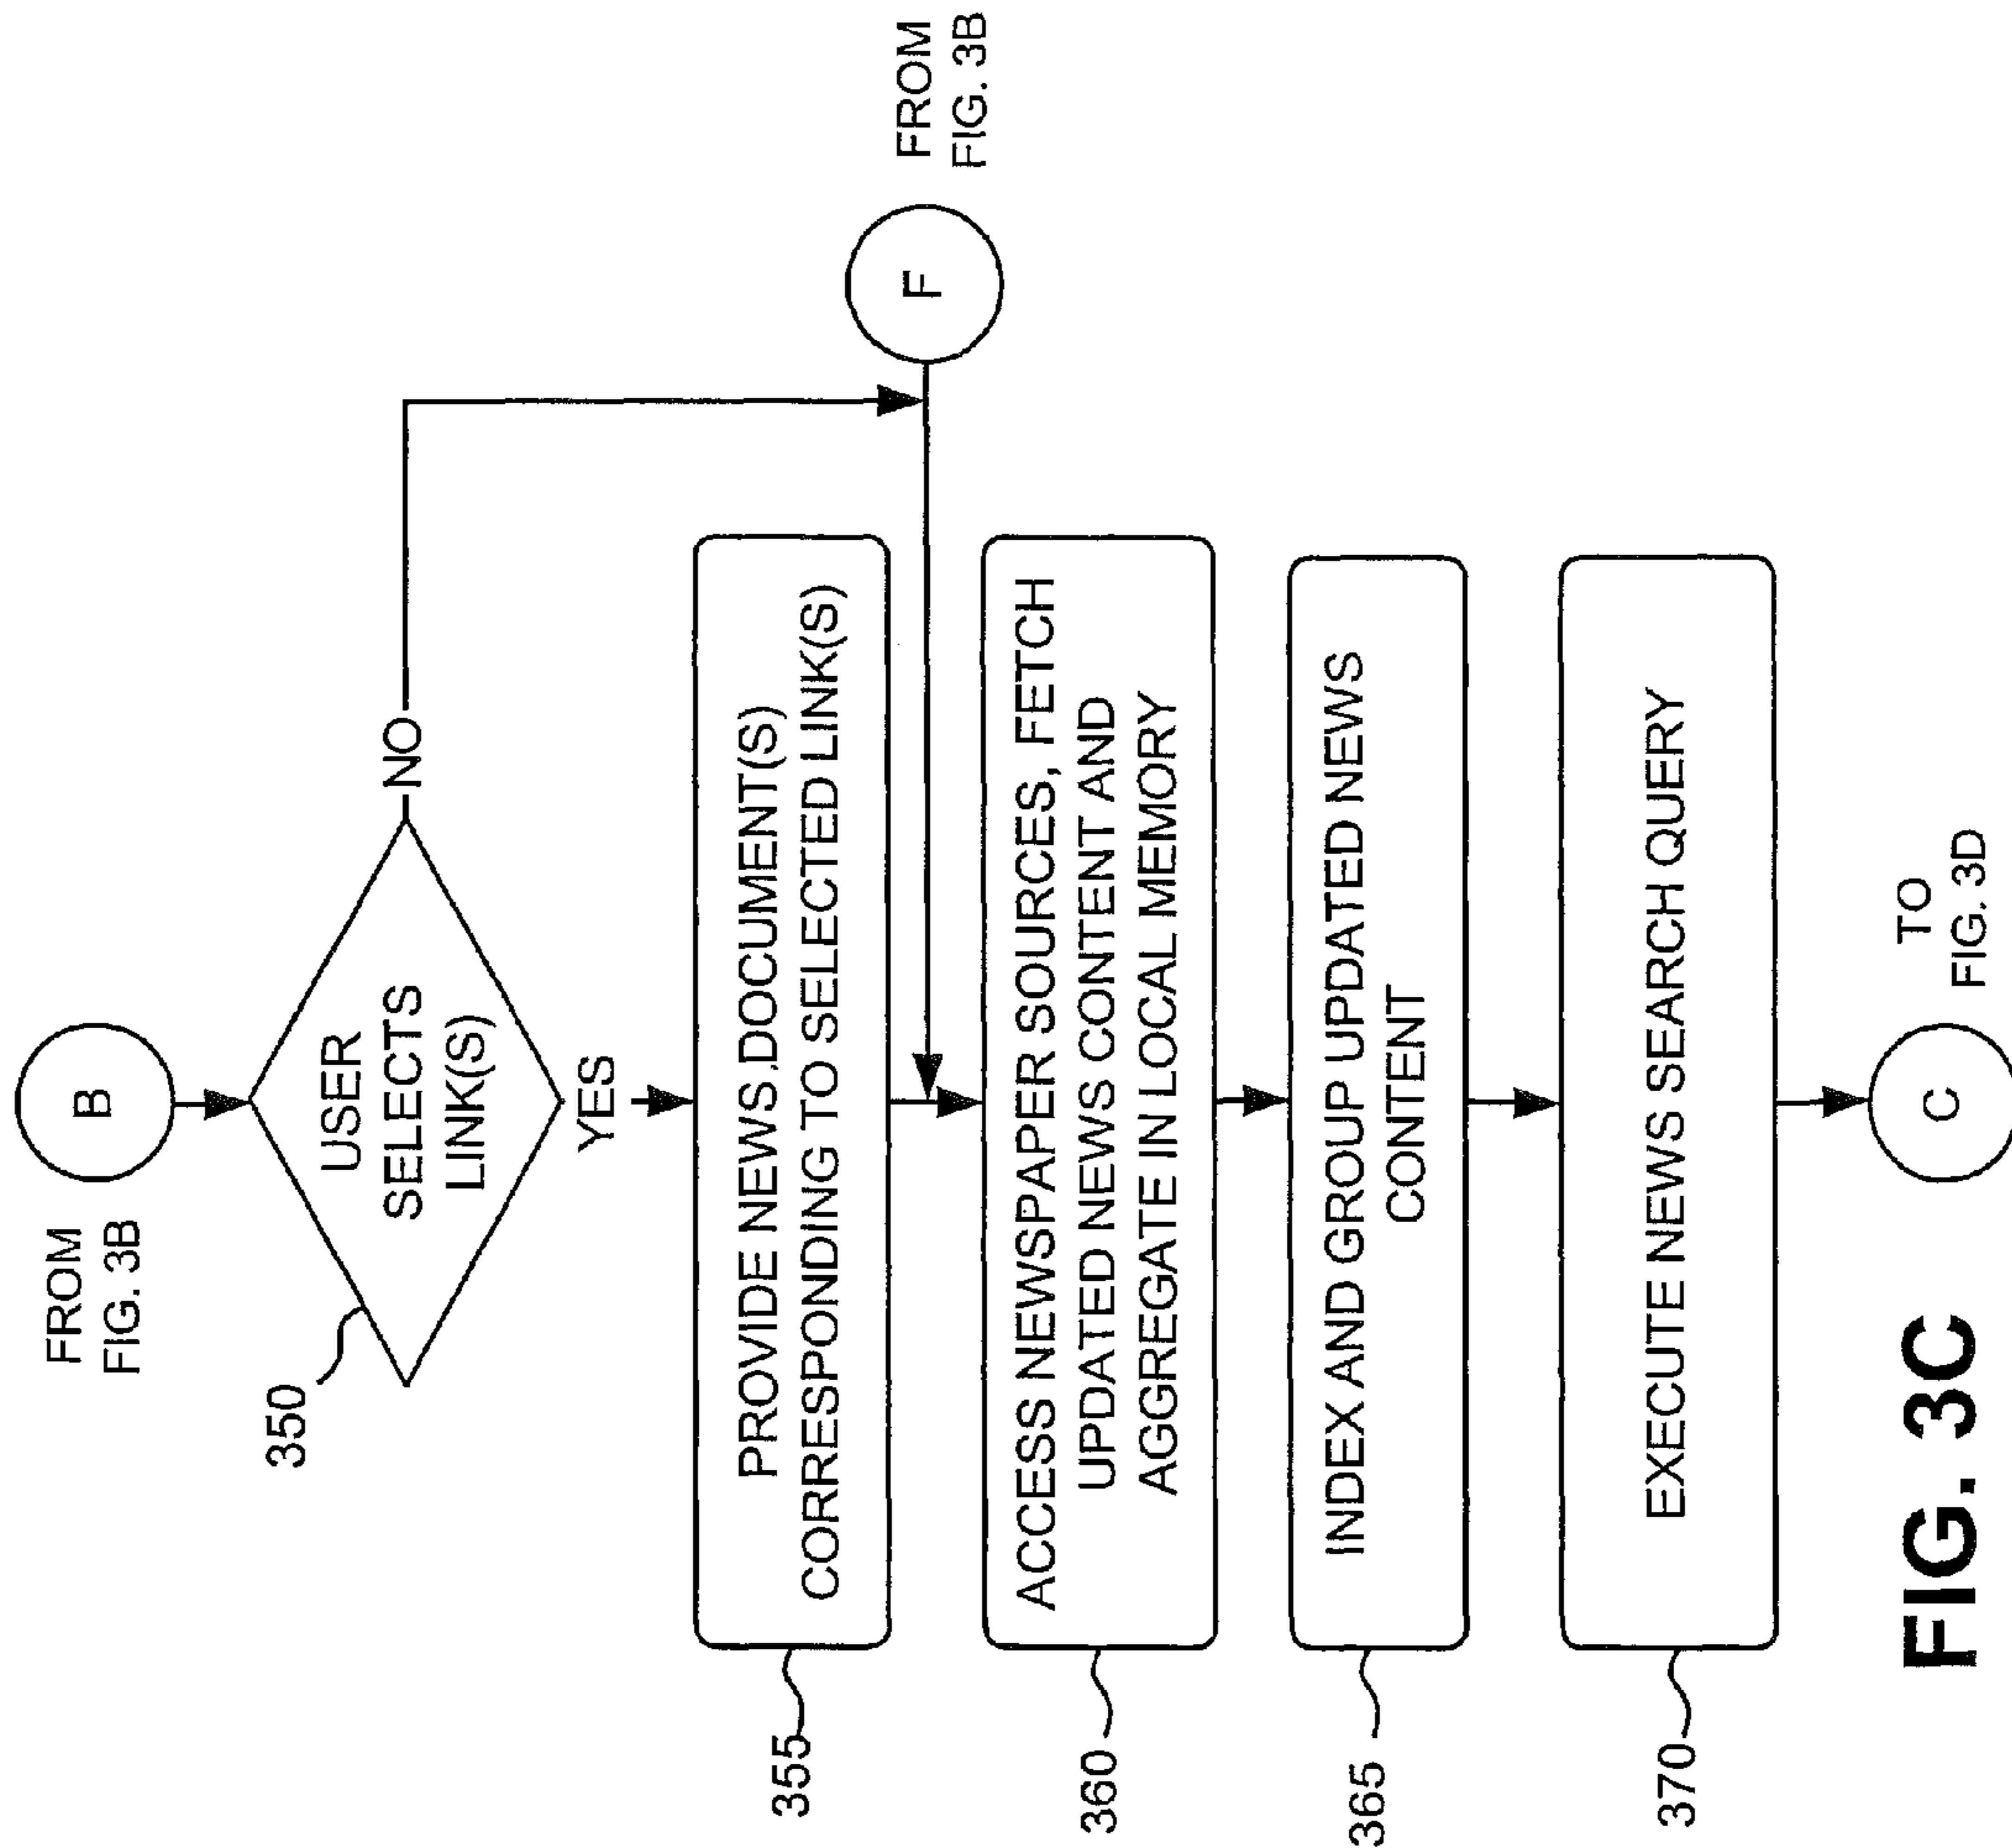 FROM
FIG. 3B
B
350
USER
SELECTS
LINK(S)
NO
YES
FROM
FIG. 3B
F
355
PROVIDE NEWS DOCUMENT(S)
CORRESPONDING TO SELECTED LINK(S)
360
ACCESS NEWSPAPER SOURCES, FETCH
UPDATED NEWS CONTENT AND
AGGREGATE IN LOCAL MEMORY
365
INDEX AND GROUP UPDATED NEWS
CONTENT
370
EXECUTE NEWS SEARCH QUERY
C
TO
FIG. 3D
FIG. 3C